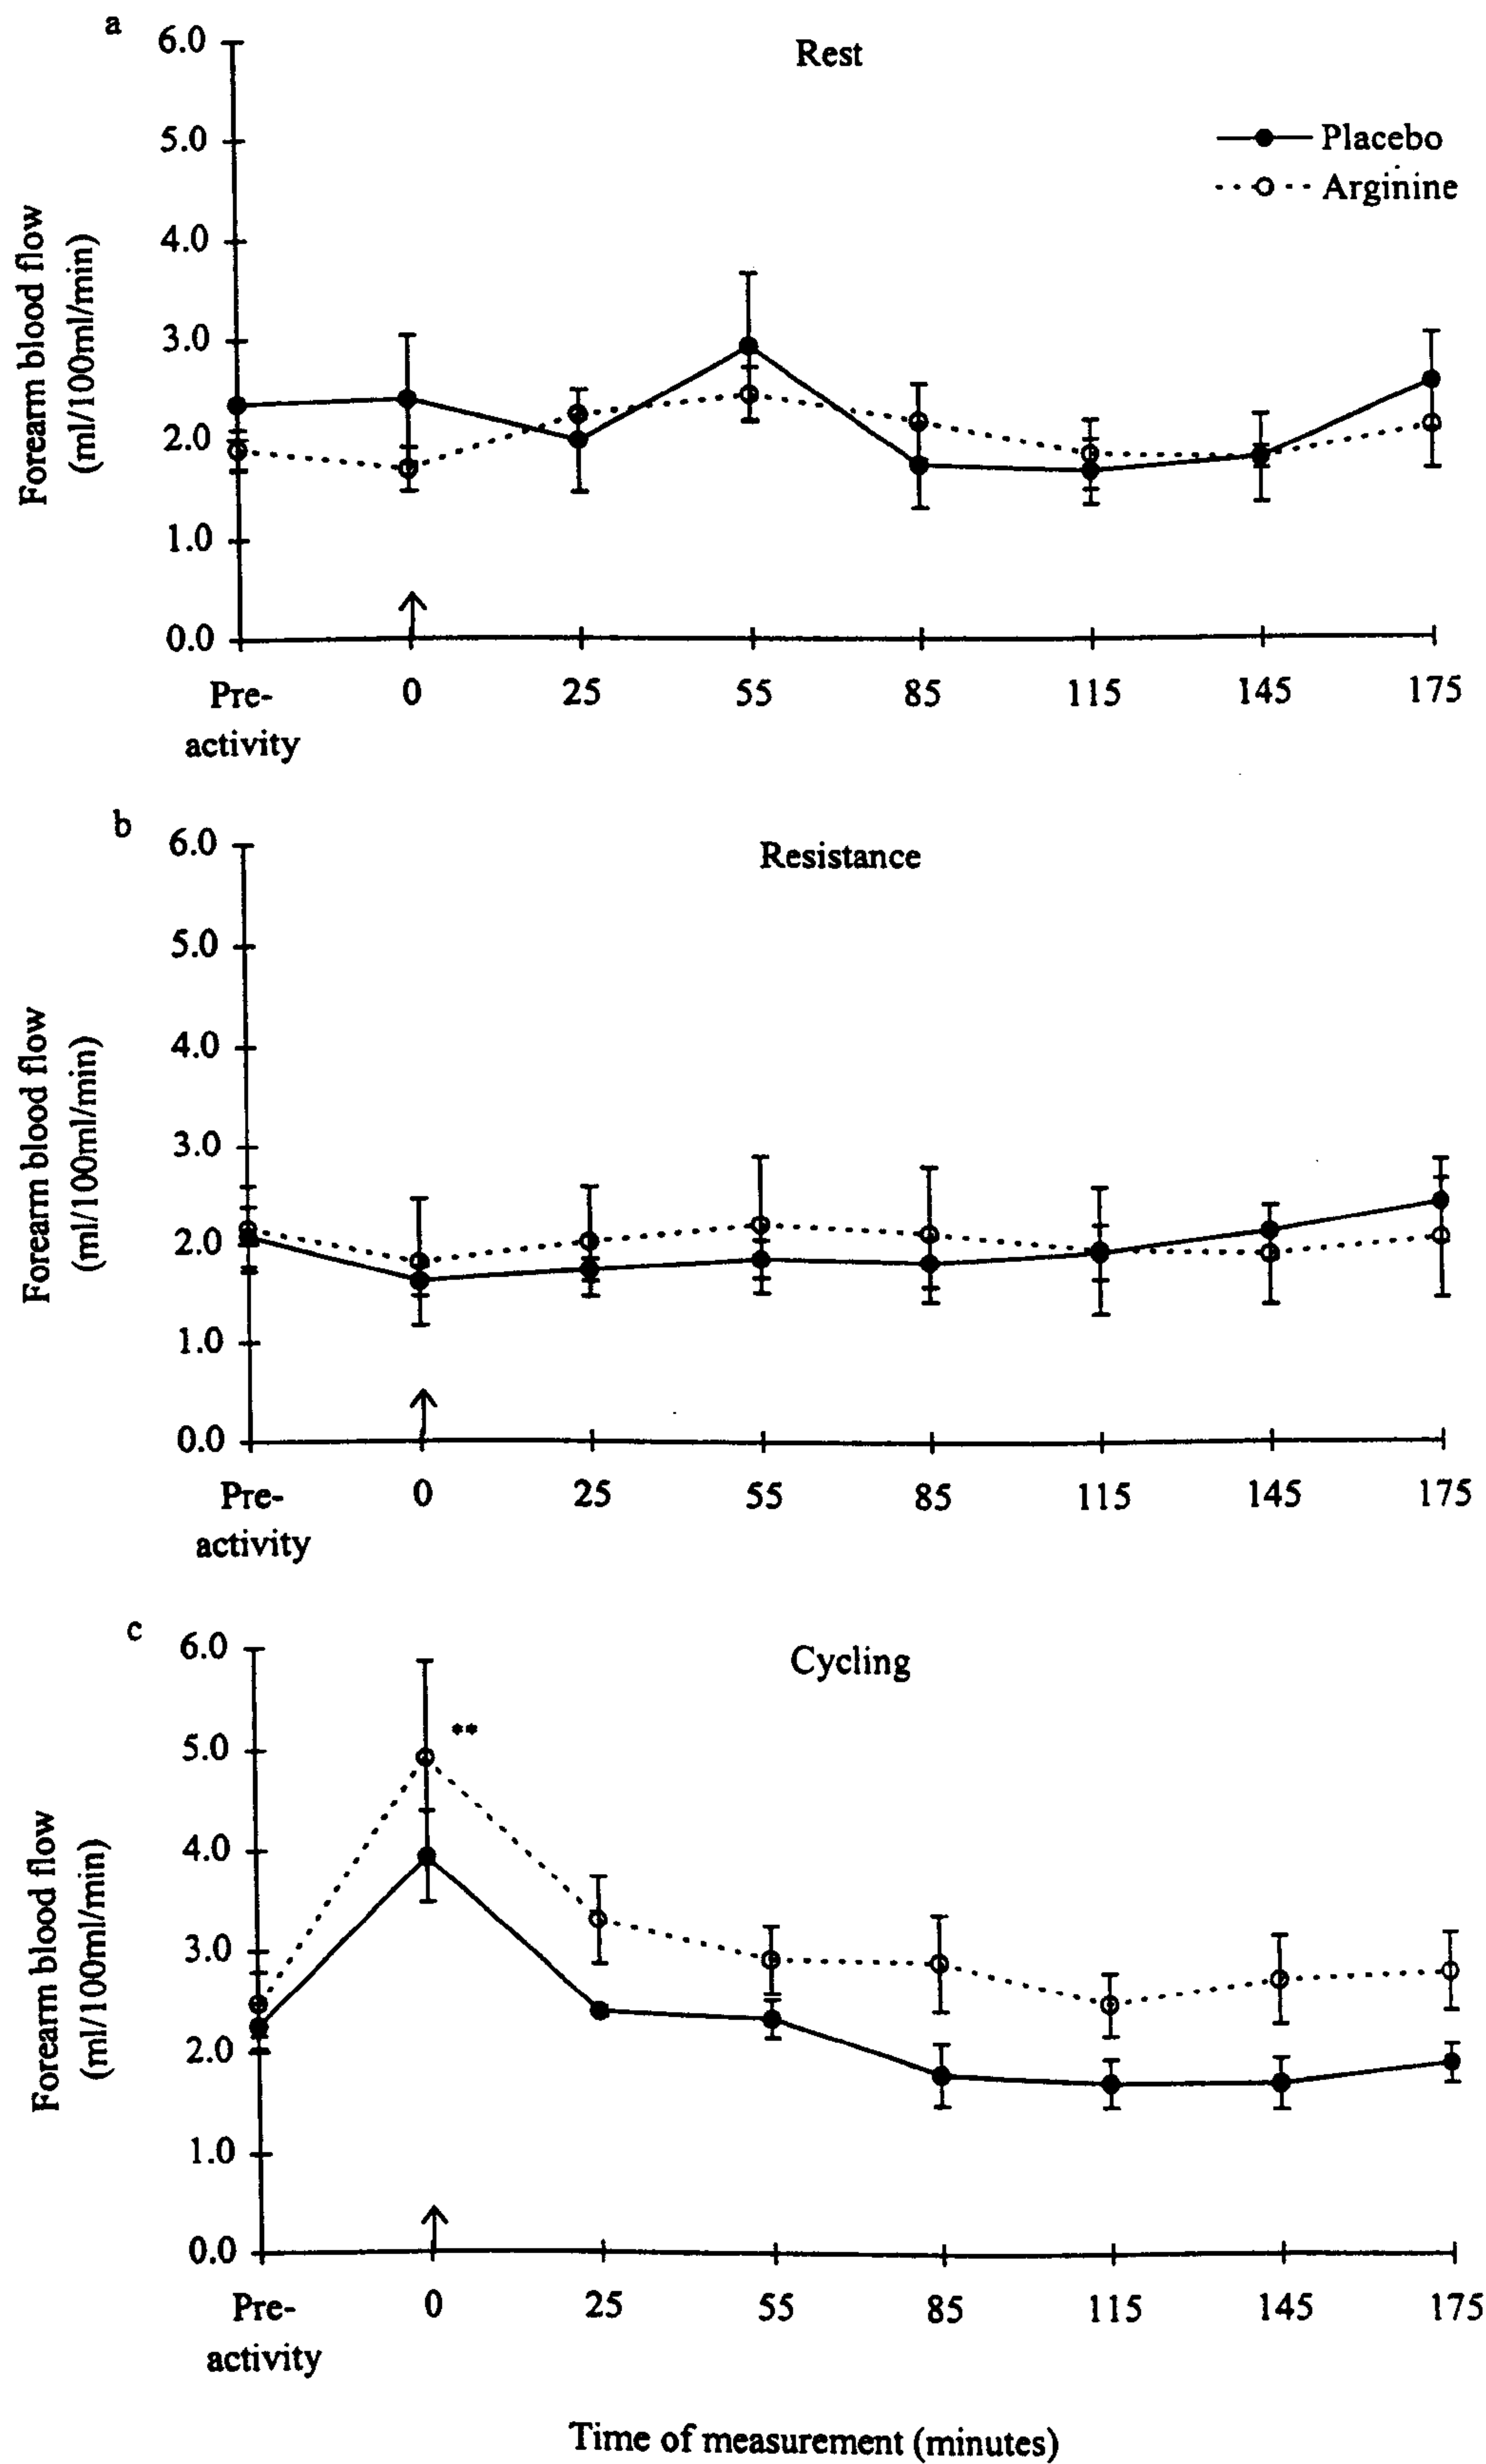 a
Rest
6.0
5.0
4.0
3.0
2.0
1.0
0.0
Placebo
Arginine
Forearm blood flow
(ml/100ml/min)
Pre-
activity
0 25 55 85 115 145 175
b
Resistance
6.0
5.0
4.0
3.0
2.0
1.0
0.0
Forearm blood flow
(ml/100ml/min)
Pre-
activity
0 25 55 85 115 145 175
c
Cycling
6.0
5.0
4.0
3.0
2.0
1.0
0.0
**
Forearm blood flow
(ml/100ml/min)
Pre-
activity
0 25 55 85 115 145 175
Time of measurement (minutes)